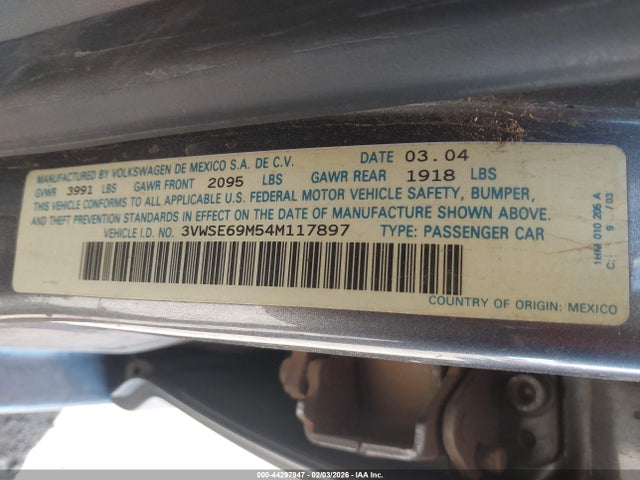 MANUFACTURED BY VOLKSWAGEN DE MEXICO S.A. DE C.V. DATE 03.04
GVWR 3991 LBS GAWR FRONT 2095 LBS GAWR REAR 1918 LBS
THIS VEHICLE CONFORMS TO ALL APPLICABLE U.S. FEDERAL MOTOR VEHICLE SAFETY, BUMPER,
AND THEFT PREVENTION STANDARDS IN EFFECT ON THE DATE OF MANUFACTURE SHOWN ABOVE.
VEHICLE I.D. NO. 3VWSE69M54M117897 TYPE: PASSENGER CAR
COUNTRY OF ORIGIN: MEXICO
1HM 010 205 A
C: 9 / 03
000-44297947 - 02/03/2026 - IAA Inc.